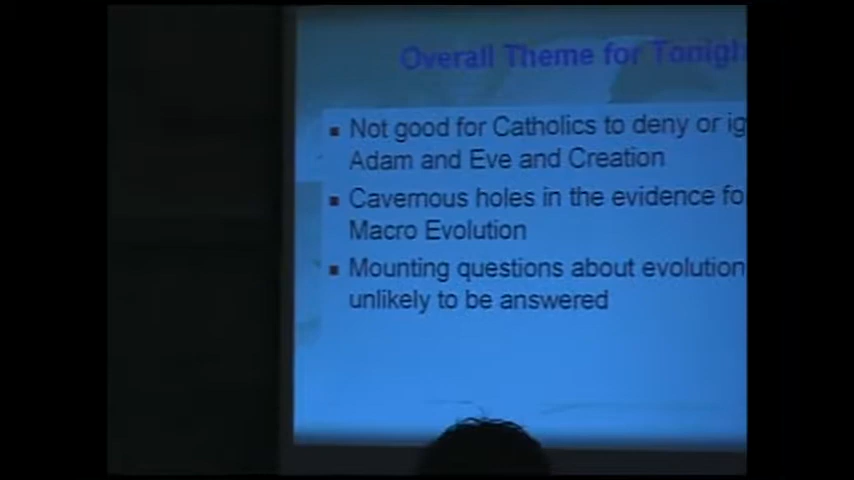 Overall Theme for Tonigh
▪ Not good for Catholics to deny or ig
Adam and Eve and Creation
▪ Cavernous holes in the evidence fo
Macro Evolution
▪ Mounting questions about evolution
unlikely to be answered